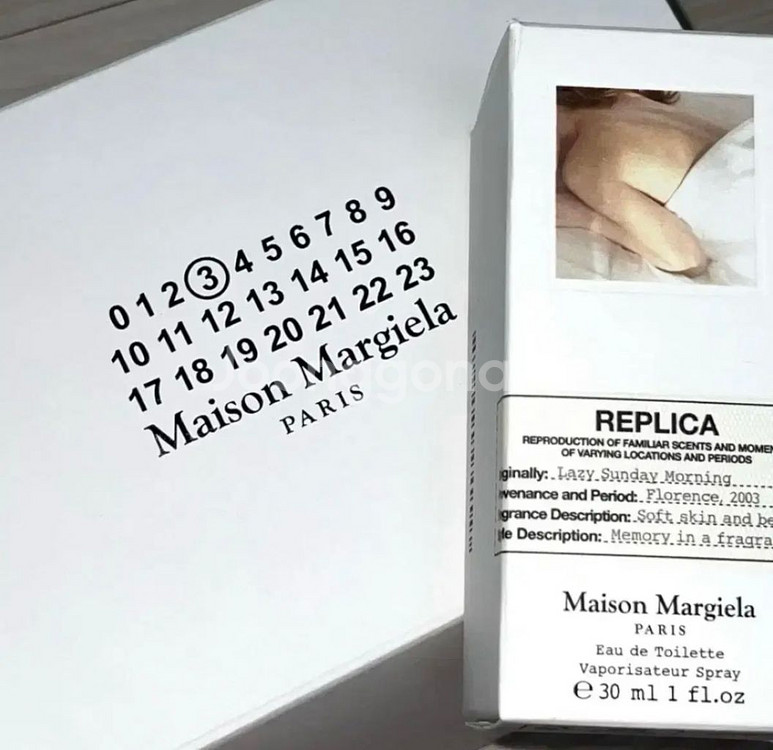 0 1 2 3 4 5 6 7 8 9
10 11 12 13 14 15 16
17 18 19 20 21 22 23
Maison Margiela
PARIS
REPLICA
REPRODUCTION OF FAMILIAR SCENTS AND MOMEN
OF VARYING LOCATIONS AND PERIODS
ginally: Lazy Sunday Morning
venance and Period: Florence, 2003
grance Description: Soft skin and be
le Description: Memory in a fragra
Maison Margiela
PARIS
Eau de Toilette
Vaporisateur Spray
℮ 30 ml 1 fl.oz